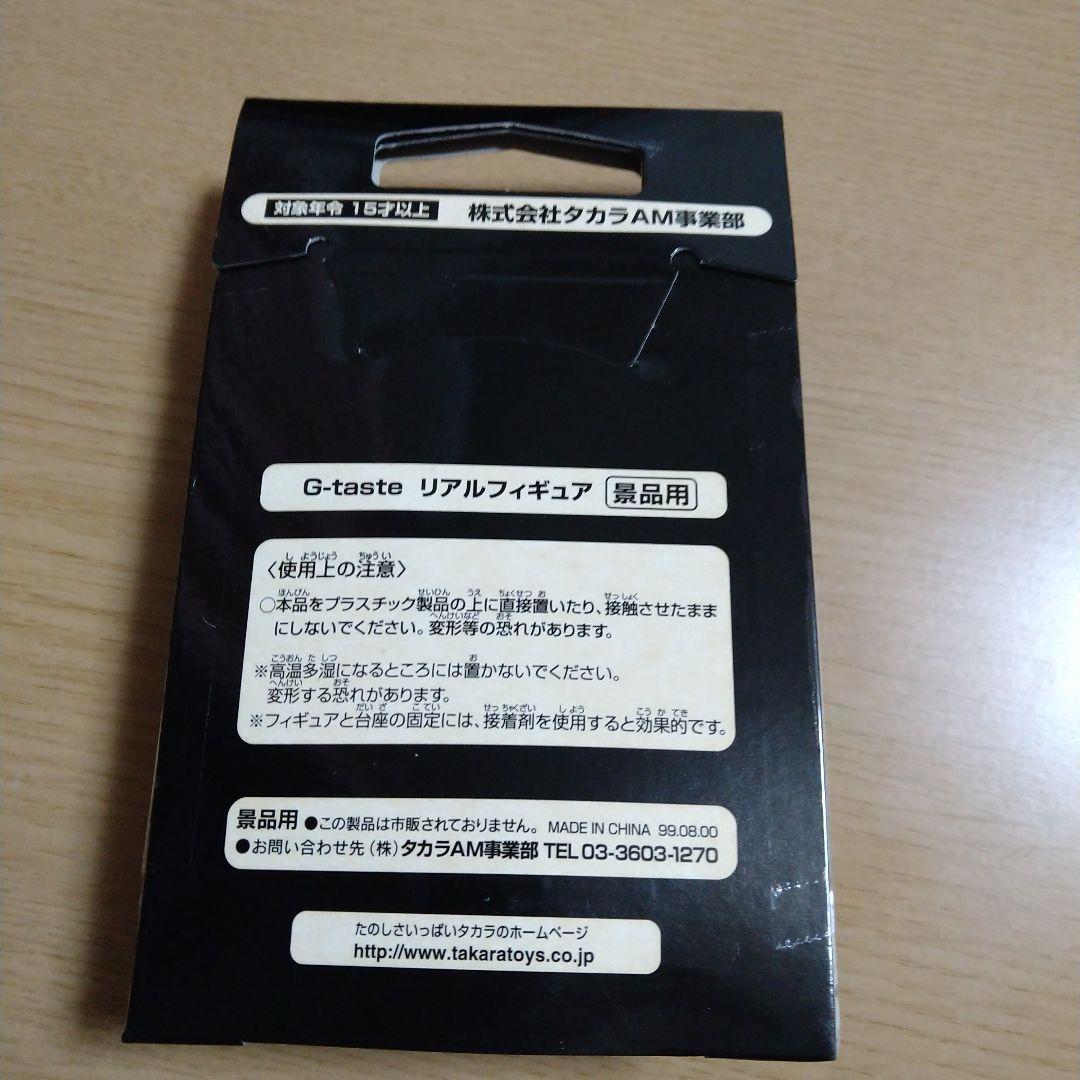 対象年令 15才以上 株式会社タカラAM事業部
G-taste リアルフィギュア 景品用
〈使用上の注意〉
○本品をプラスチック製品の上に直接置いたり、接触させたまま
にしないでください。変形等の恐れがあります。
※高温多湿になるところには置かないでください。
変形する恐れがあります。
※フィギュアと台座の固定には、接着剤を使用すると効果的です。
景品用 ●この製品は市販されておりません。 MADE IN CHINA 99.08.00
●お問い合わせ先(株)タカラAM事業部 TEL 03-3603-1270
たのしさいっぱいタカラのホームページ
http://www.takaratoys.co.jp